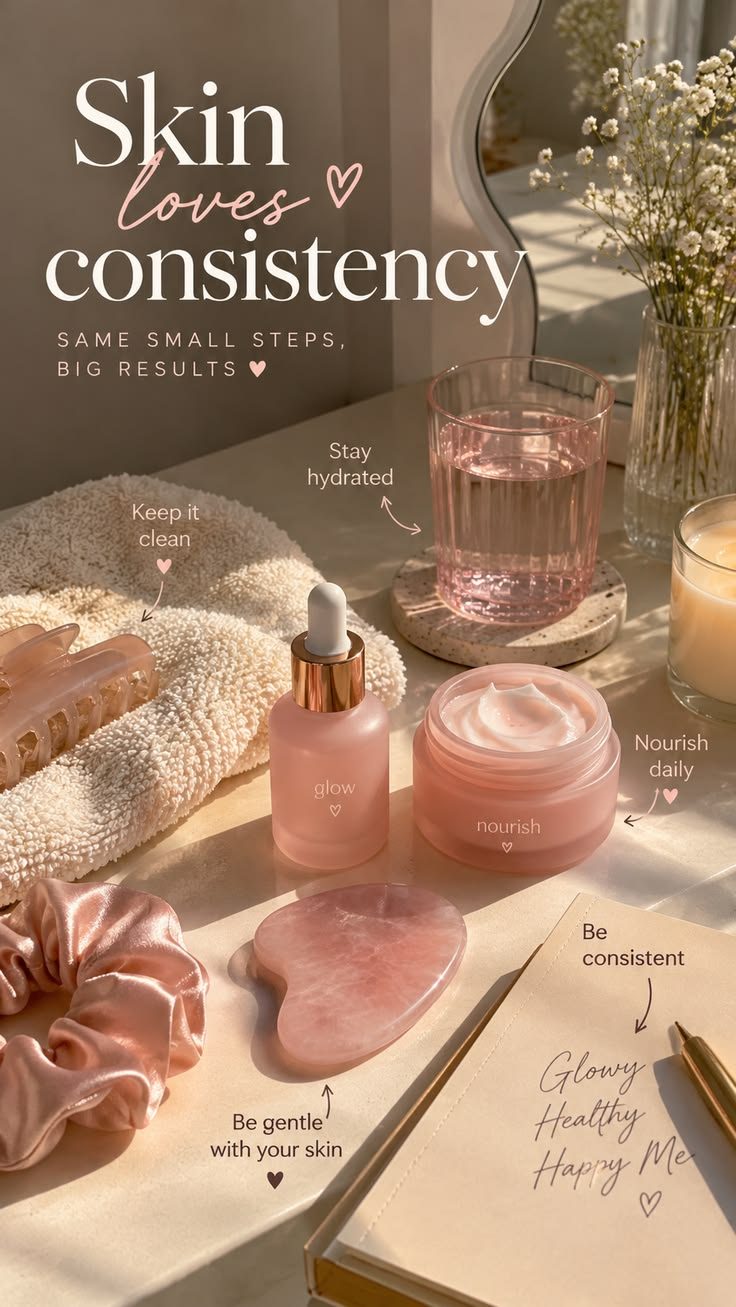 Skin
loves
consistency
SAME SMALL STEPS,
BIG RESULTS
Stay
hydrated
Keep it
clean
glow
nourish
Nourish
daily
Be
consistent
Glowy
Healthy
Happy Me
Be gentle
with your skin